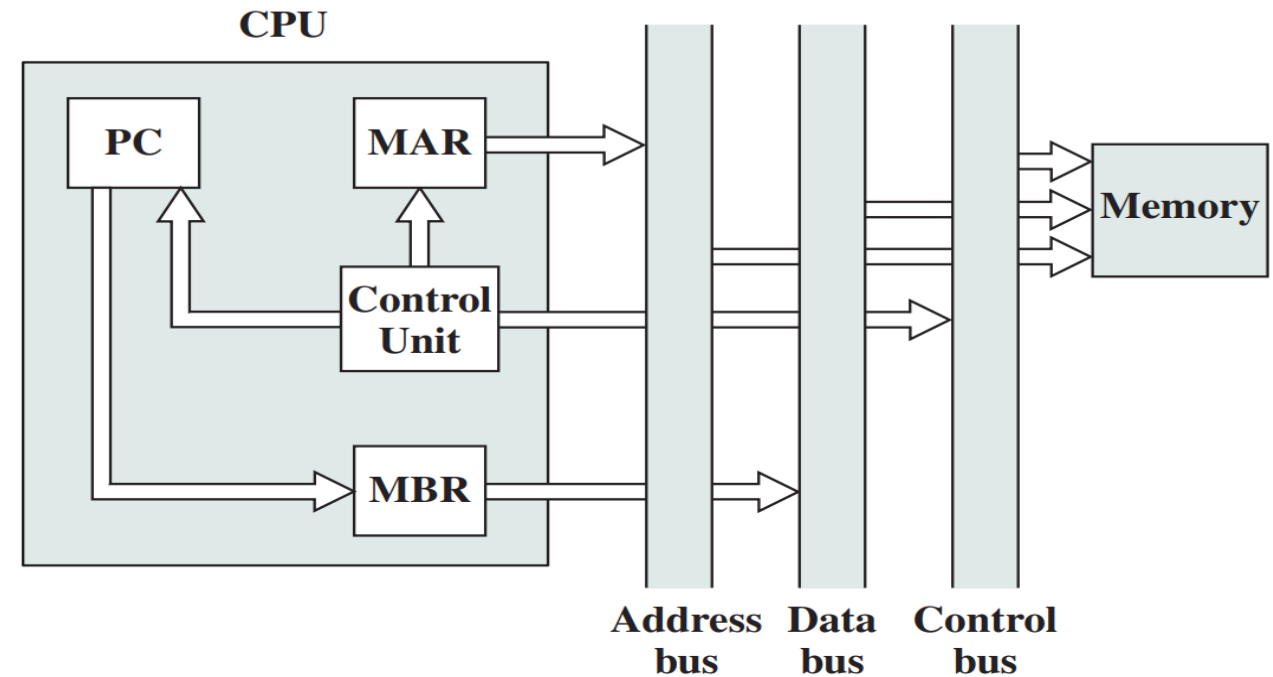 CPU
PC
MAR
Memory
Control
Unit
MBR
Address
bus
Data
bus
Control
bus